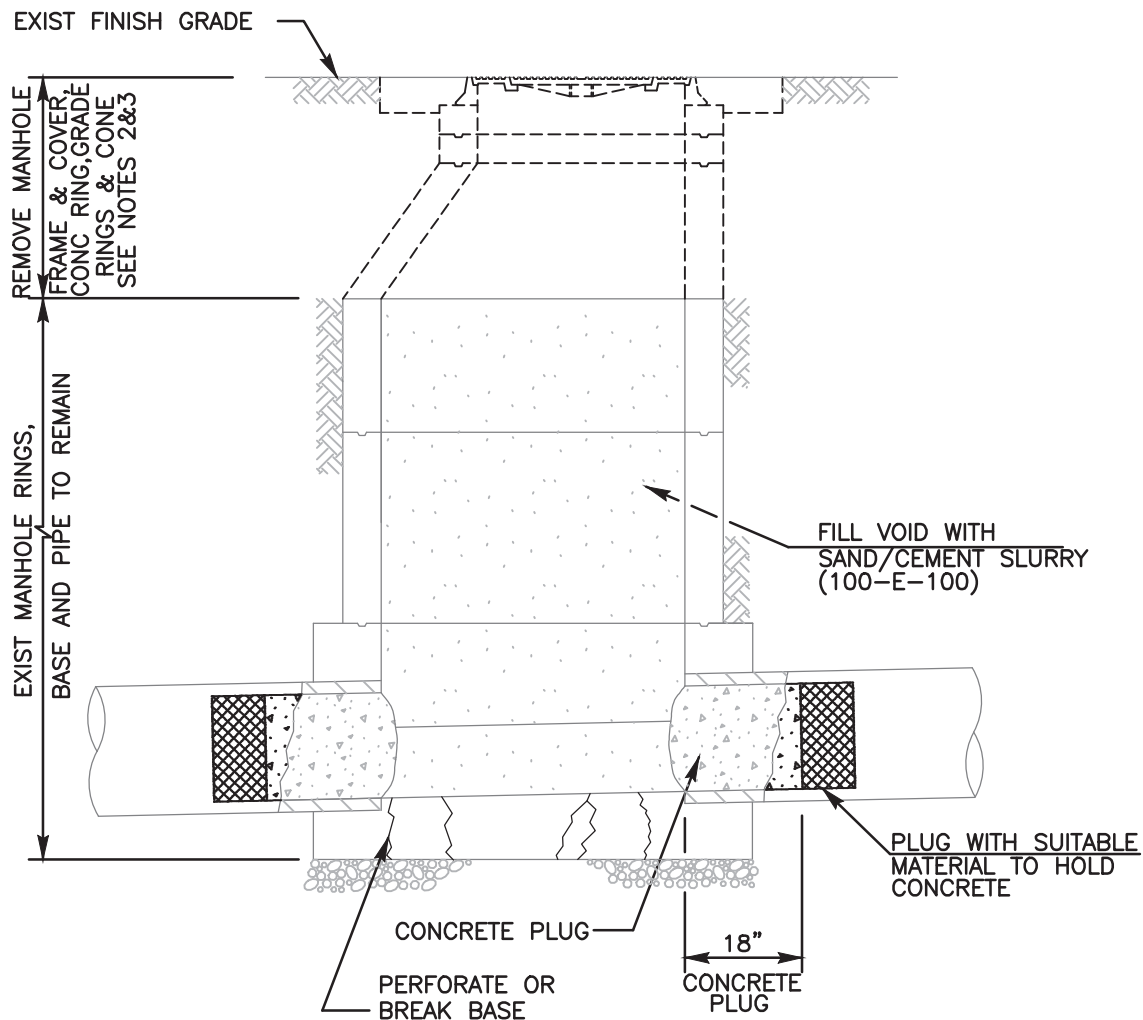 EXIST FINISH GRADE
REMOVE MANHOLE
FRAME & COVER,
CONC RING,GRADE
RINGS & CONE
SEE NOTES 2&3
EXIST MANHOLE RINGS,
BASE AND PIPE TO REMAIN
FILL VOID WITH
SAND/CEMENT SLURRY
(100-E-100)
PLUG WITH SUITABLE
MATERIAL TO HOLD
CONCRETE
CONCRETE PLUG
18"
CONCRETE
PLUG
PERFORATE OR
BREAK BASE